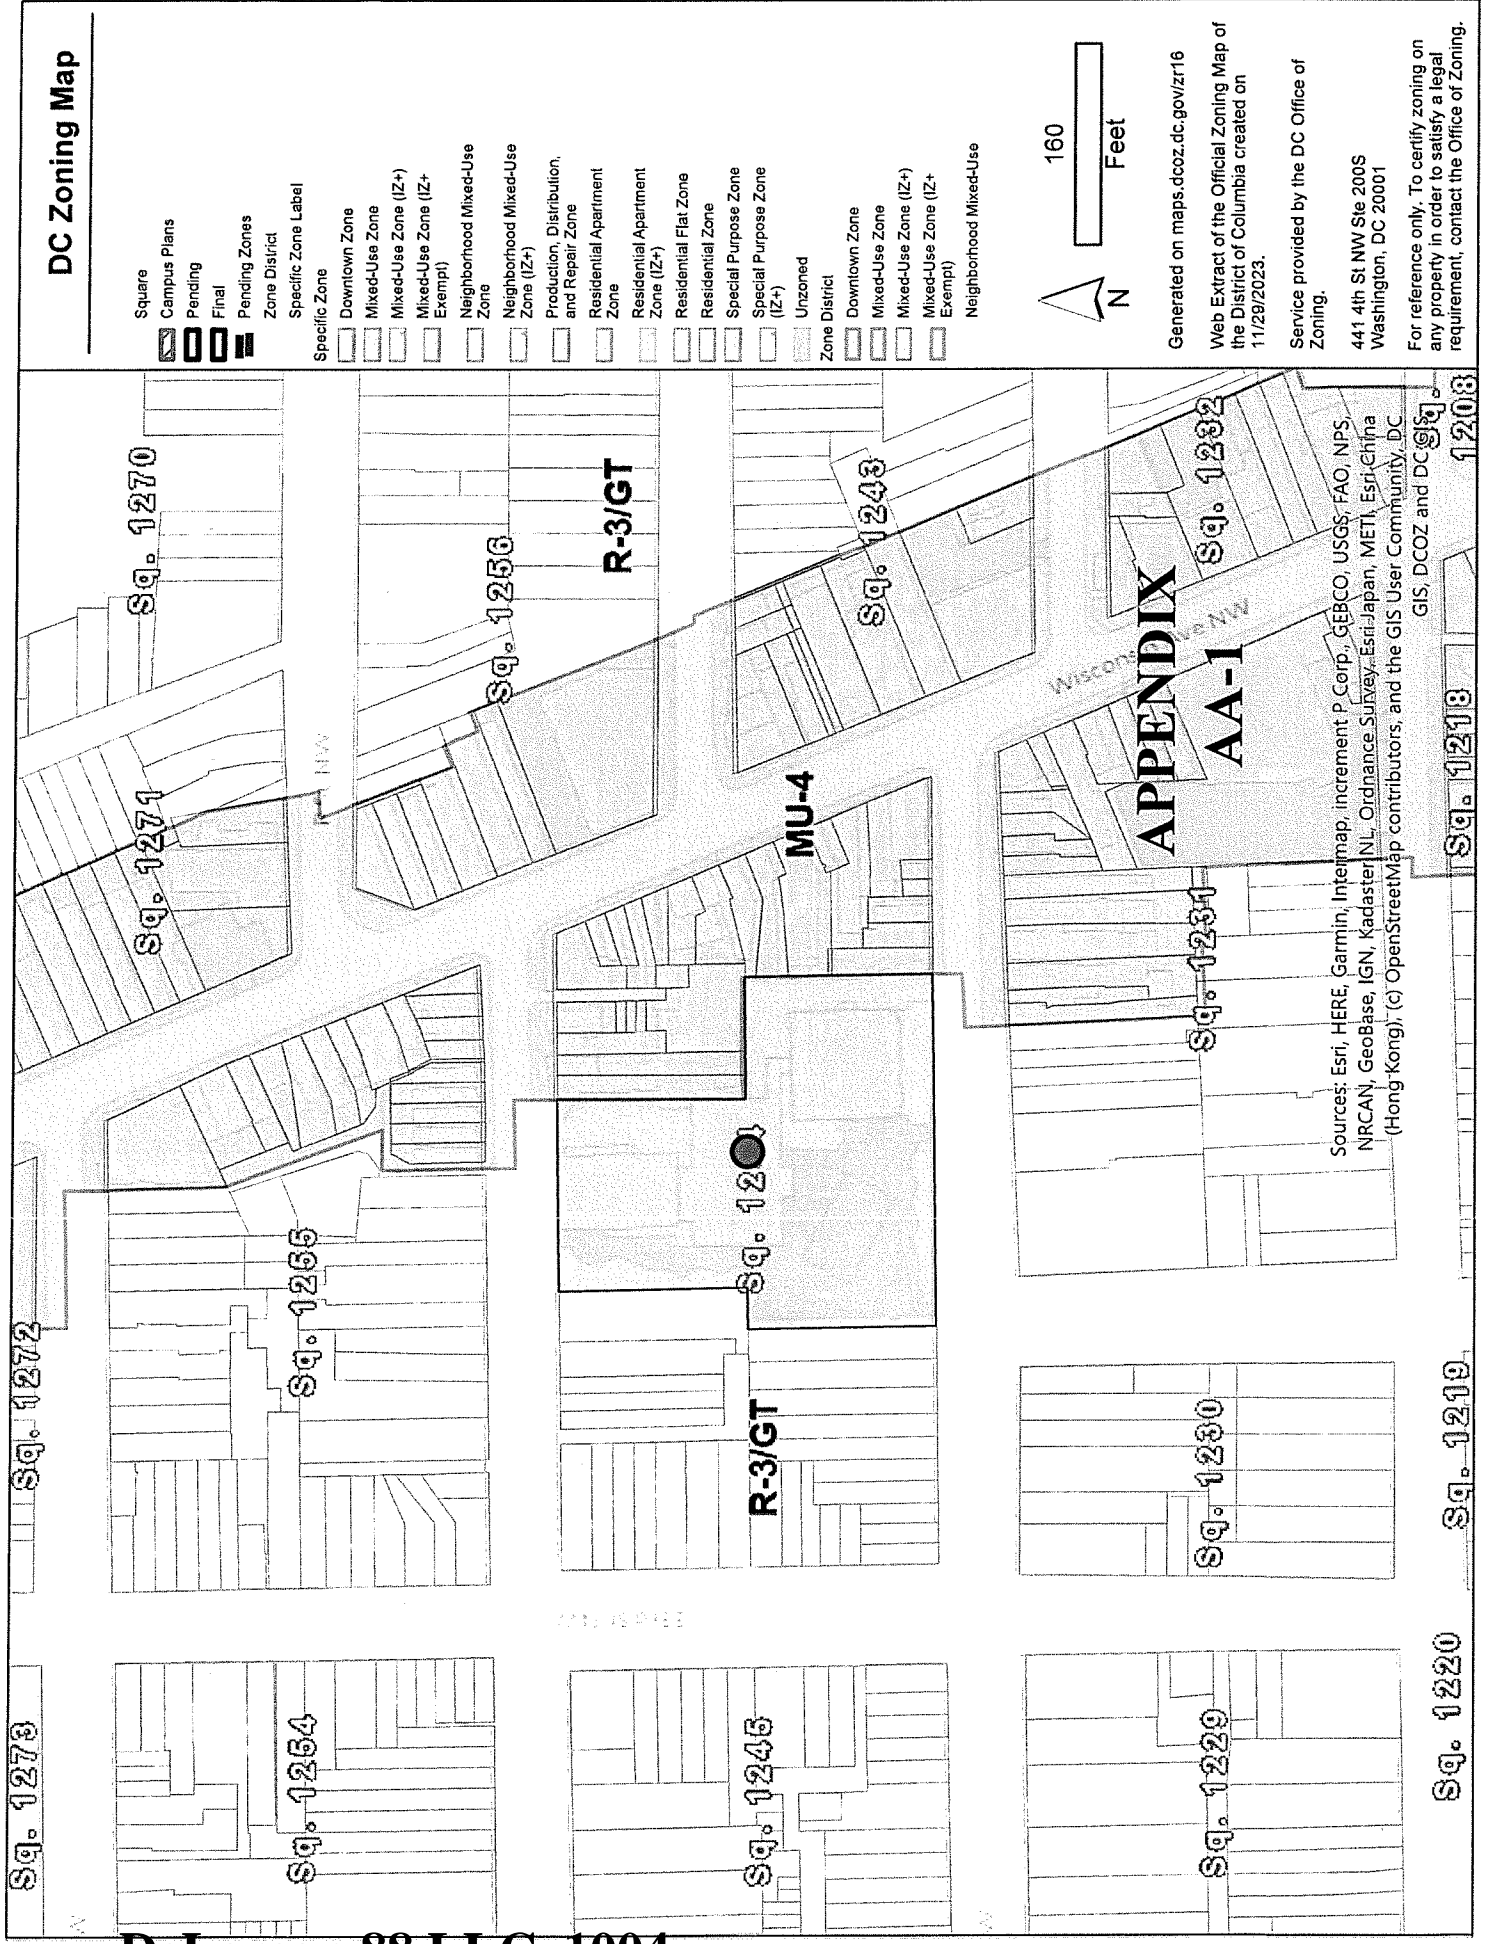 DC Zoning Map
Square
Campus Plans
Pending
Final
Pending Zones
Zone District
Specific Zone Label
Specific Zone
Downtown Zone
Mixed-Use Zone
Mixed-Use Zone (IZ+)
Mixed-Use Zone (IZ+
Exempt)
Neighborhood Mixed-Use
Zone
Neighborhood Mixed-Use
Zone (IZ+)
Production, Distribution,
and Repair Zone
Residential Apartment
Zone
Residential Apartment
Zone (IZ+)
Residential Flat Zone
Residential Zone
Special Purpose Zone
Special Purpose Zone
(IZ+)
Unzoned
Zone District
Downtown Zone
Mixed-Use Zone
Mixed-Use Zone (IZ+)
Mixed-Use Zone (IZ+
Exempt)
Neighborhood Mixed-Use
160
Feet
N
Generated on maps.dcoz.dc.gov/zr16
Web Extract of the Official Zoning Map of
the District of Columbia created on
11/29/2023.
Service provided by the DC Office of
Zoning.
441 4th St NW Ste 200S
Washington, DC 20001
For reference only. To certify zoning on
any property in order to satisfy a legal
requirement, contact the Office of Zoning.
Sq. 1273
Sq. 1272
Sq. 1271
Sq. 1270
NW
Sq. 1254
Sq. 1255
Sq. 1256
R-3/GT
Sq. 1245
Sq. 12
R-3/GT
MU-4
Sq. 1243
Sq. 1229
Sq. 1230
Sq. 1231
Sq. 1232
Wisconsin Ave NW
APPENDIX
AA-1
Sq. 1220
Sq. 1219
Sq. 1218
Sq.
1208
Sources: Esri, HERE, Garmin, Intermap, increment P Corp., GEBCO, USGS, FAO, NPS,
NRCAN, GeoBase, IGN, Kadaster NL, Ordnance Survey, Esri Japan, METI, Esri China
(Hong Kong), (c) OpenStreetMap contributors, and the GIS User Community, DC
GIS, DCOZ and DC GIS